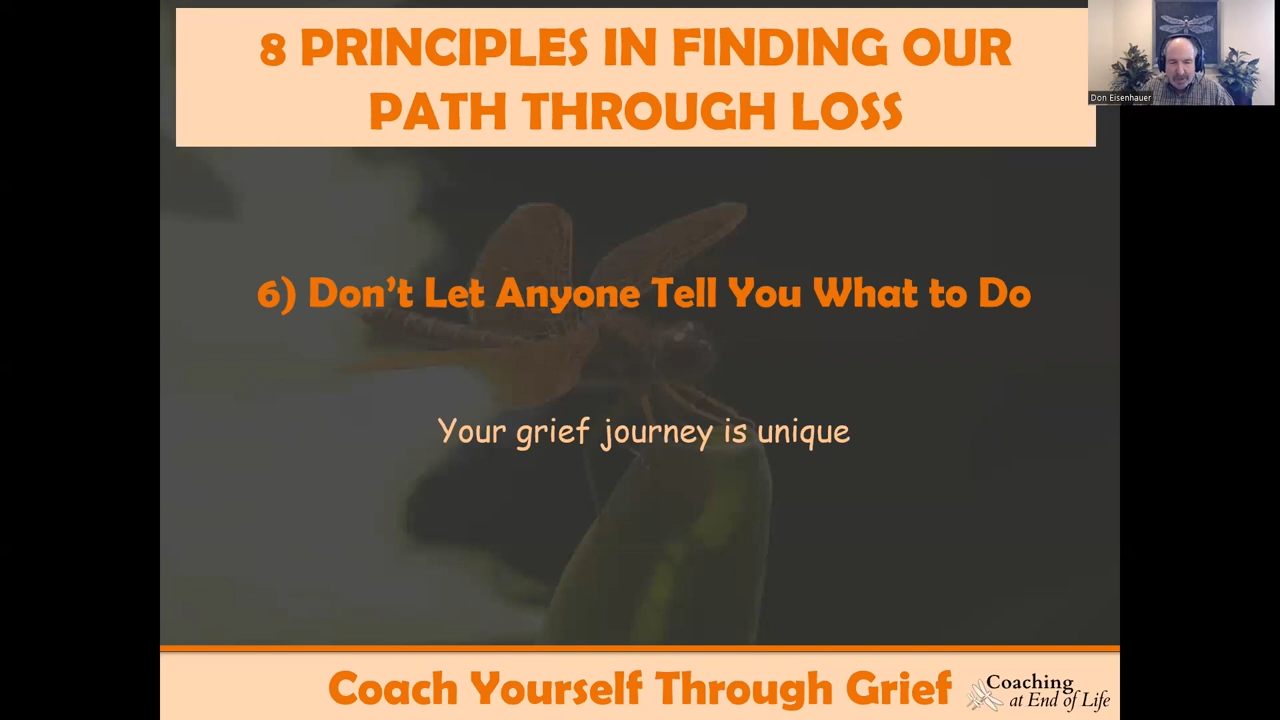 8 PRINCIPLES IN FINDING OUR
PATH THROUGH LOSS
Don Eisenhauer
6) Don't Let Anyone Tell You What to Do
Your grief journey is unique
Coach Yourself Through Grief
Coaching
at End of Life